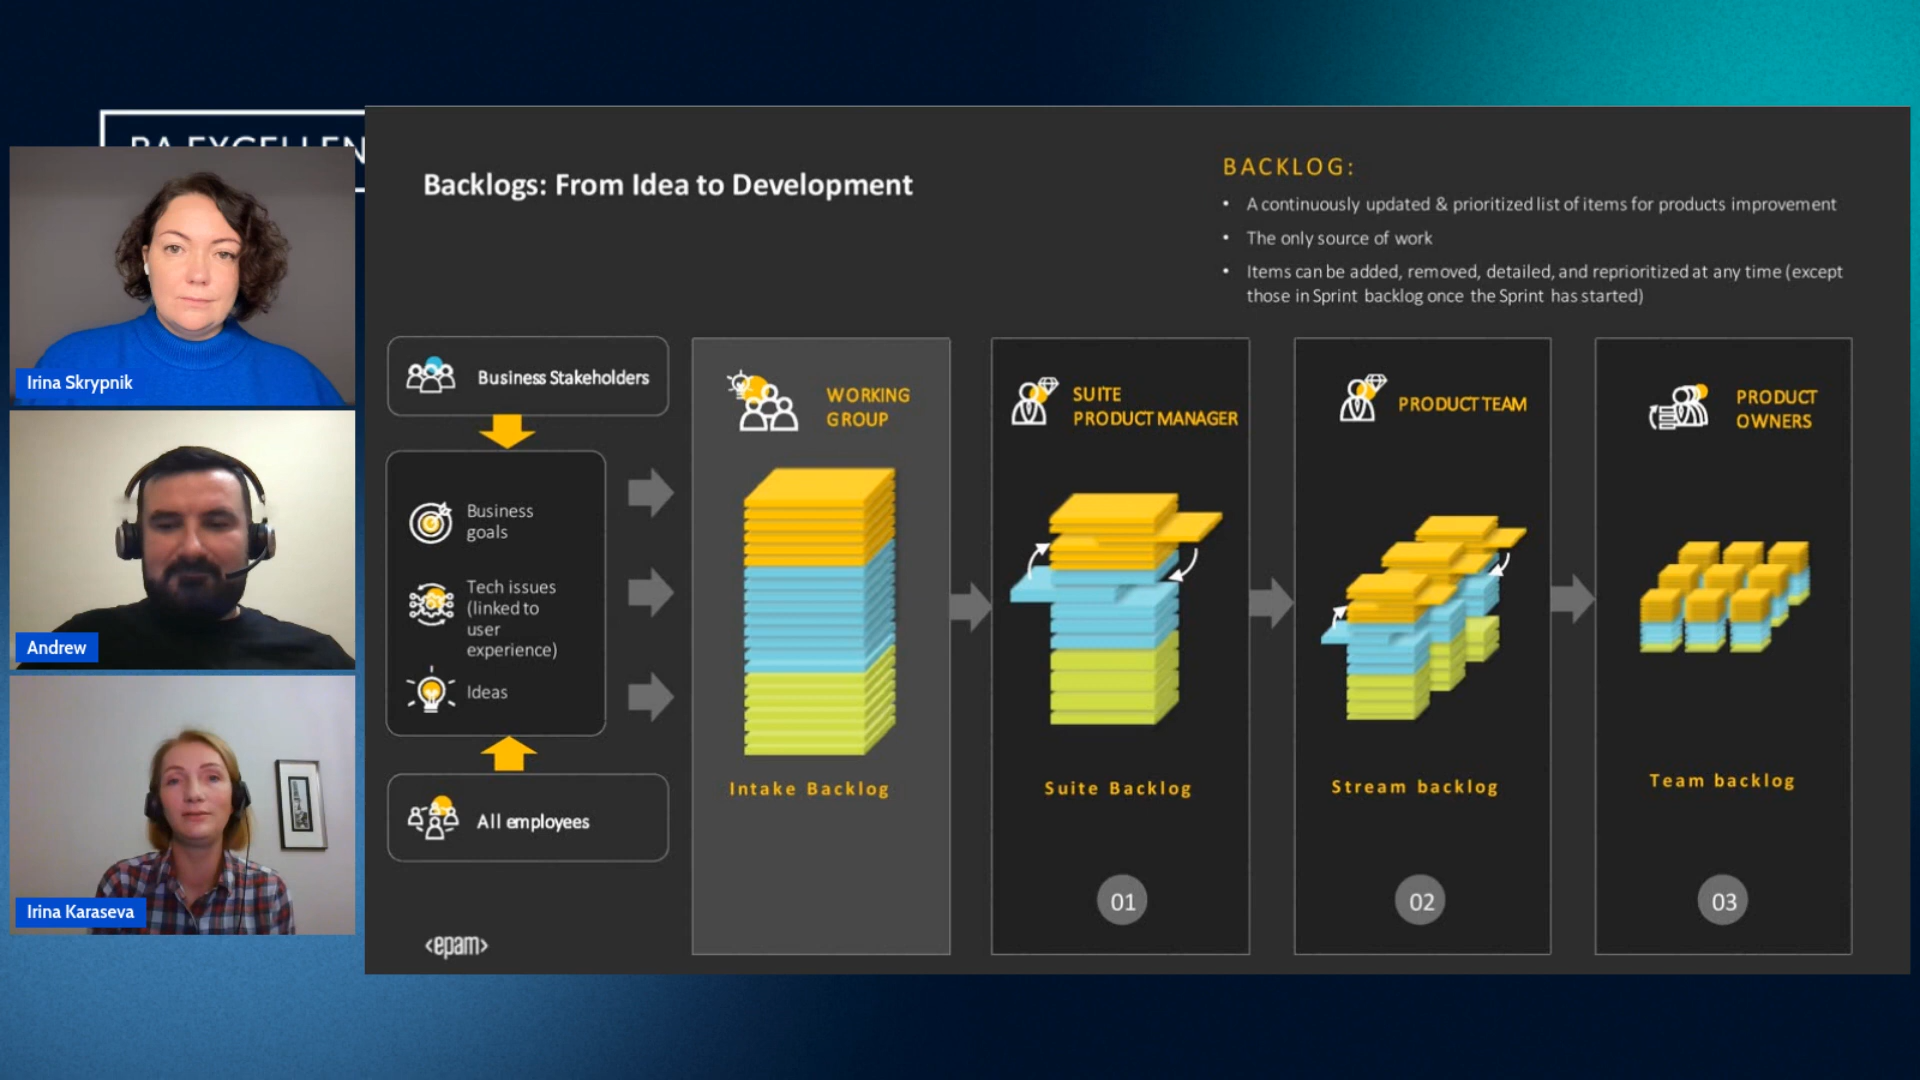 BA EXCELLEN
Irina Skrypnik
Andrew
Irina Karaseva
Backlogs: From Idea to Development
BACKLOG:
• A continuously updated & prioritized list of items for products improvement
• The only source of work
• Items can be added, removed, detailed, and reprioritized at any time (except
those in Sprint backlog once the Sprint has started)
Business Stakeholders
Business
goals
Tech issues
(linked to
user
experience)
Ideas
All employees
WORKING
GROUP
Intake Backlog
SUITE
PRODUCT MANAGER
Suite Backlog
01
PRODUCT TEAM
Stream backlog
02
PRODUCT
OWNERS
Team backlog
03
<epam>